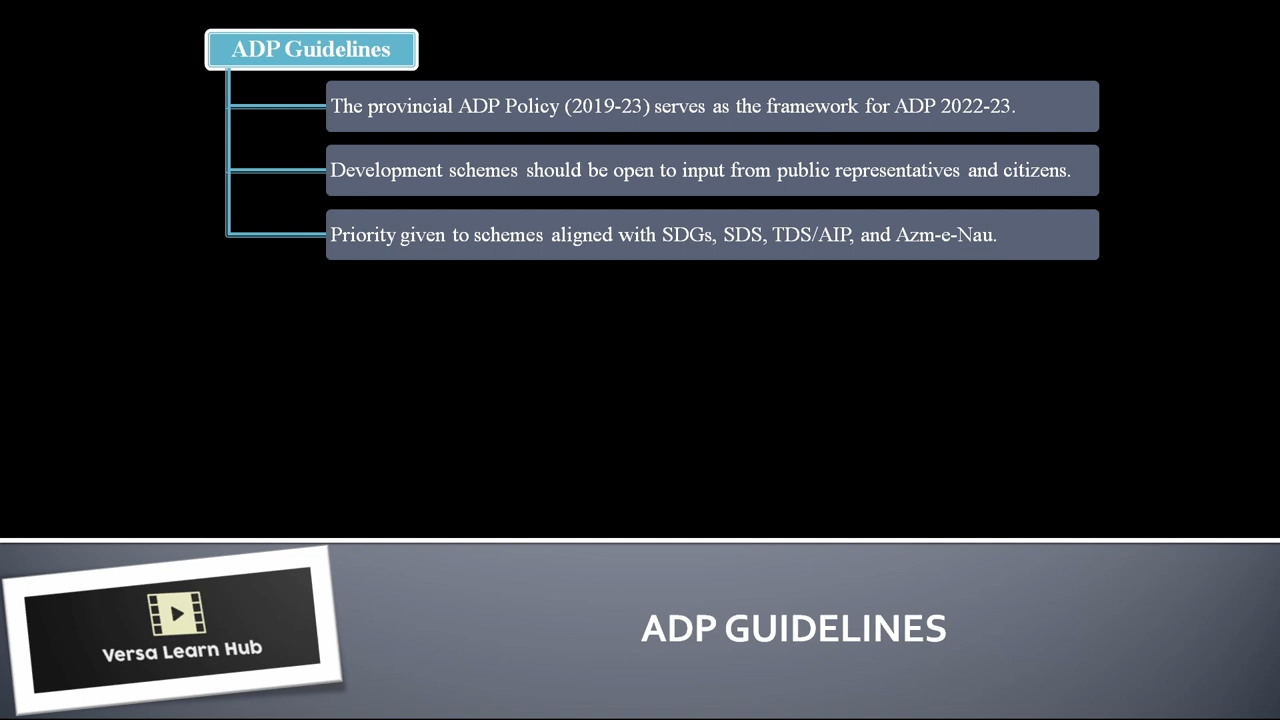 ADP Guidelines
The provincial ADP Policy (2019-23) serves as the framework for ADP 2022-23.
Development schemes should be open to input from public representatives and citizens.
Priority given to schemes aligned with SDGs, SDS, TDS/AIP, and Azm-e-Nau.
Versa Learn Hub
ADP GUIDELINES